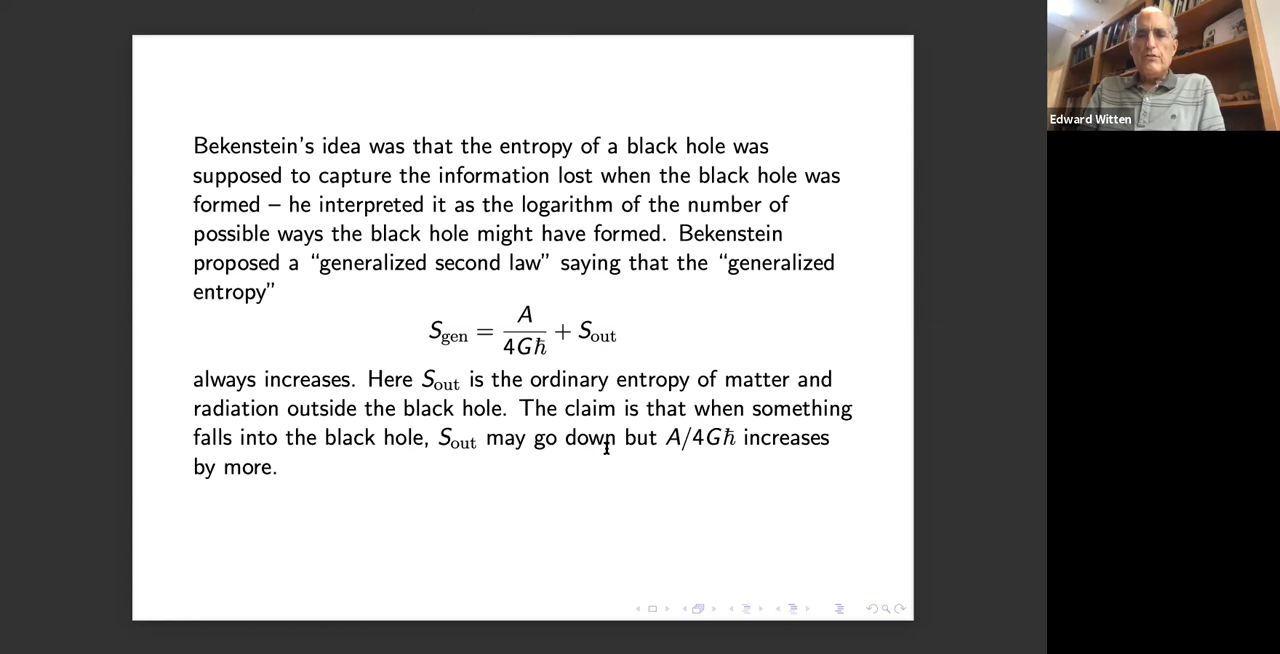 Bekenstein's idea was that the entropy of a black hole was
supposed to capture the information lost when the black hole was
formed – he interpreted it as the logarithm of the number of
possible ways the black hole might have formed. Bekenstein
proposed a “generalized second law” saying that the “generalized
entropy”
S_gen = A/4Għ + S_out
always increases. Here S_out is the ordinary entropy of matter and
radiation outside the black hole. The claim is that when something
falls into the black hole, S_out may go down but A/4Għ increases
by more.
Edward Witten